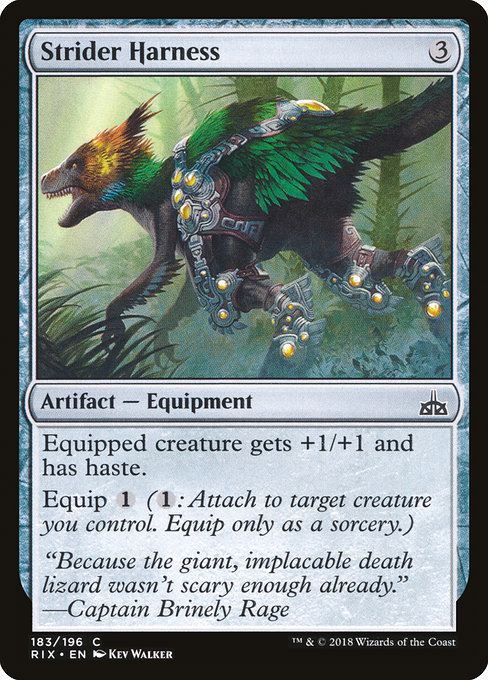 Strider Harness 3
Artifact — Equipment
Equipped creature gets +1/+1 and
has haste.
Equip 1 (1: Attach to target creature
you control. Equip only as a sorcery.)
“Because the giant, implacable death
lizard wasn’t scary enough already.”
—Captain Brinely Rage
183/196 C
RIX • EN Kev Walker
™ & © 2018 Wizards of the Coast